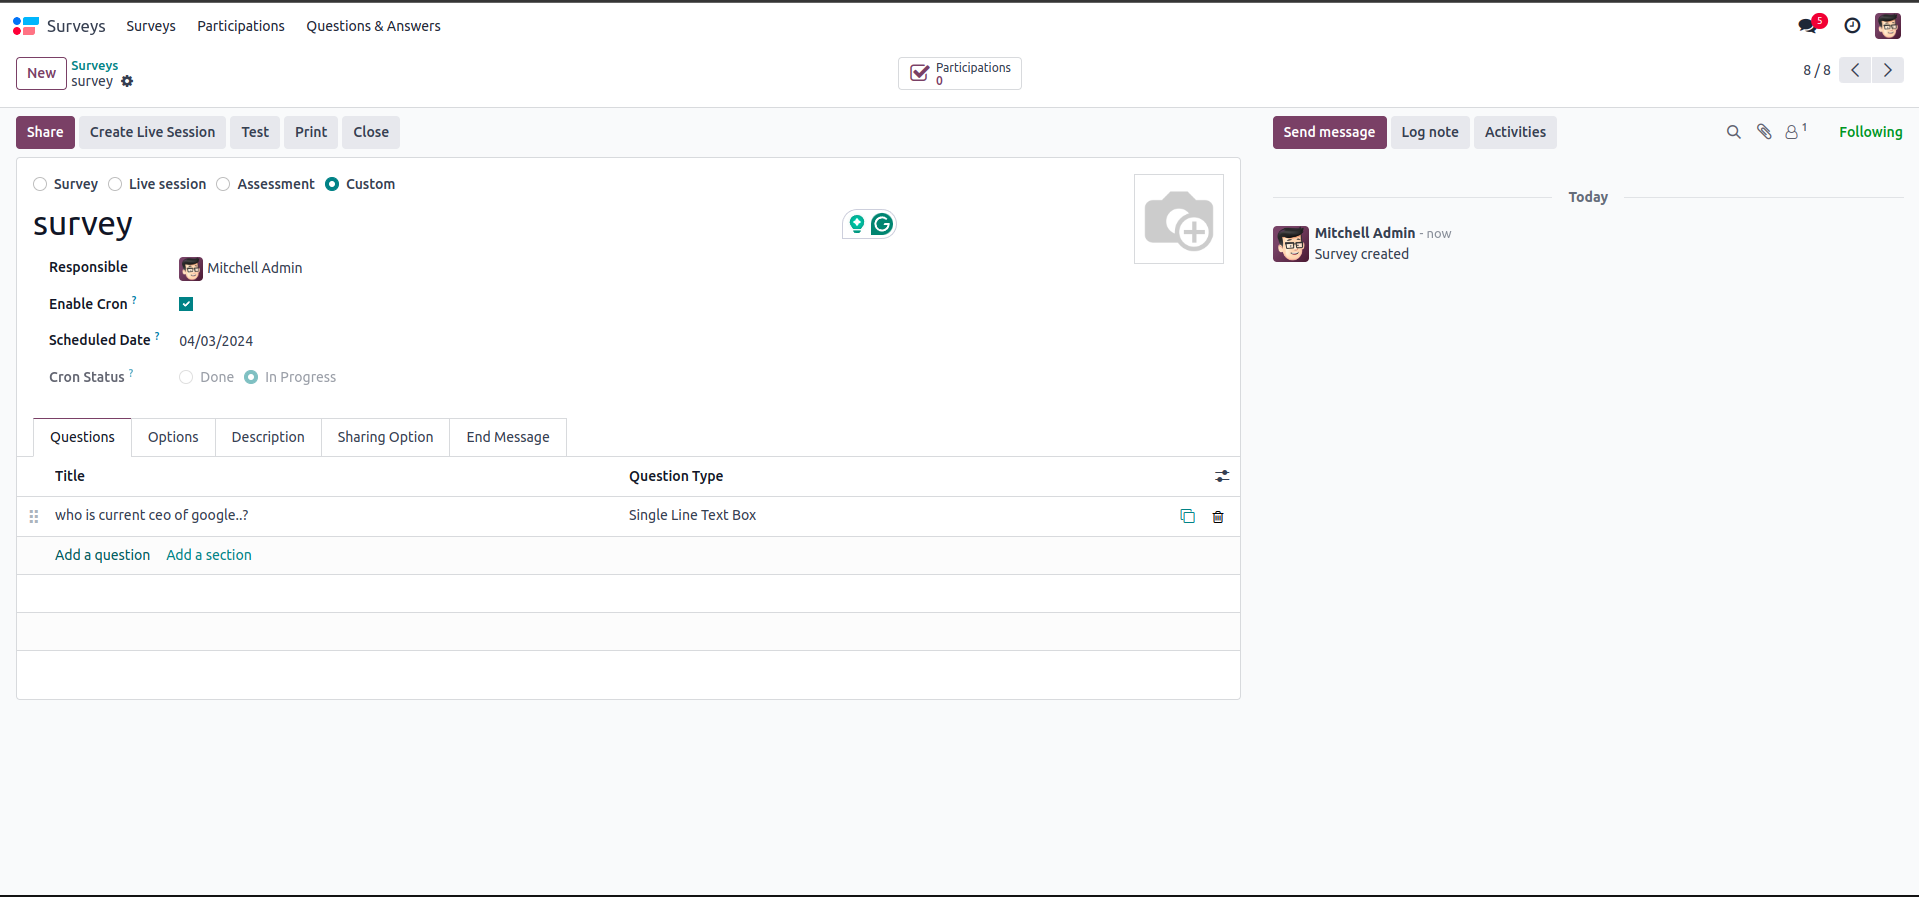 Surveys Surveys Participations Questions & Answers 5
New Surveys
survey
Participations
0
8 / 8
Share Create Live Session Test Print Close
Send message Log note Activities 1 Following
Survey Live session Assessment Custom
survey
Today
Mitchell Admin - now
Survey created
Responsible Mitchell Admin
Enable Cron ?
Scheduled Date ? 04/03/2024
Cron Status ? Done In Progress
Questions Options Description Sharing Option End Message
Title Question Type
who is current ceo of google..? Single Line Text Box
Add a question Add a section